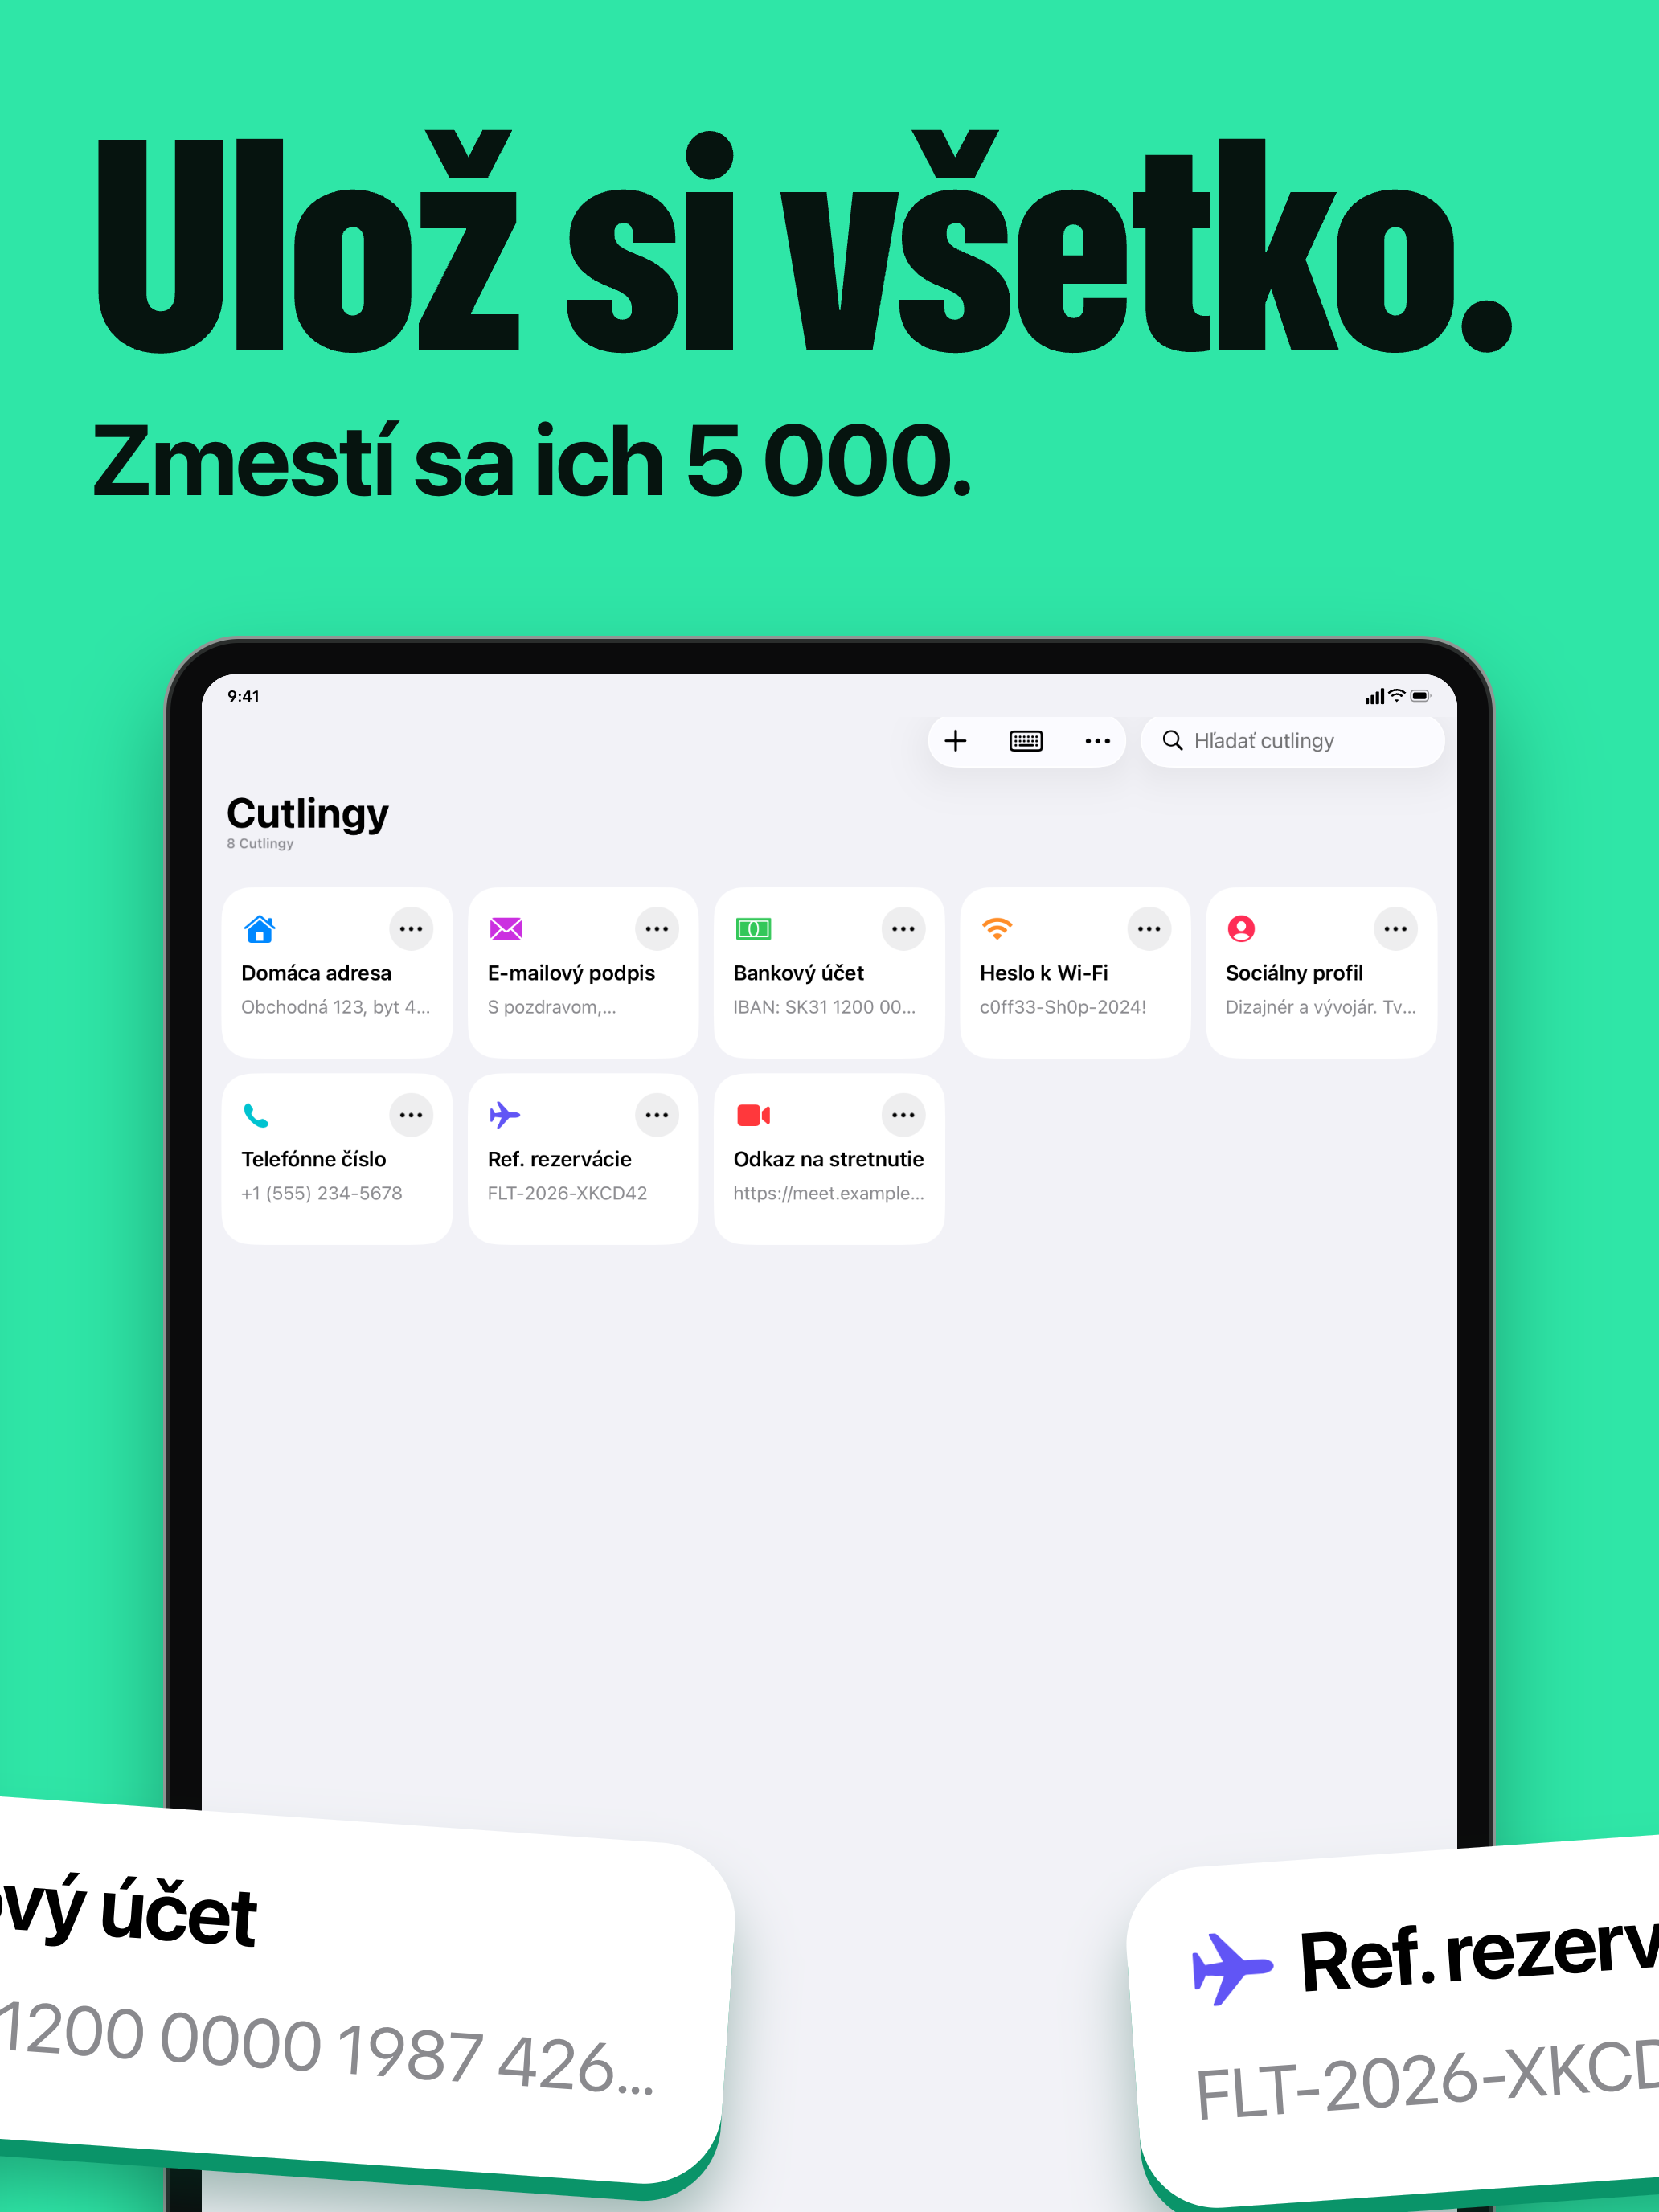 Ulož si všetko.
Zmestí sa ich 5 000.
9:41
Hľadať cutlingy
Cutlingy
8 Cutlingy
Domáca adresa
Obchodná 123, byt 4...
E-mailový podpis
S pozdravom,...
Bankový účet
IBAN: SK31 1200 00...
Heslo k Wi-Fi
c0ff33-Sh0p-2024!
Sociálny profil
Dizajnér a vývojár. Tv...
Telefónne číslo
+1 (555) 234-5678
Ref. rezervácie
FLT-2026-XKCD42
Odkaz na stretnutie
https://meet.example...
ový účet
1200 0000 1987 426...
Ref. rezerv
FLT-2026-XKCD